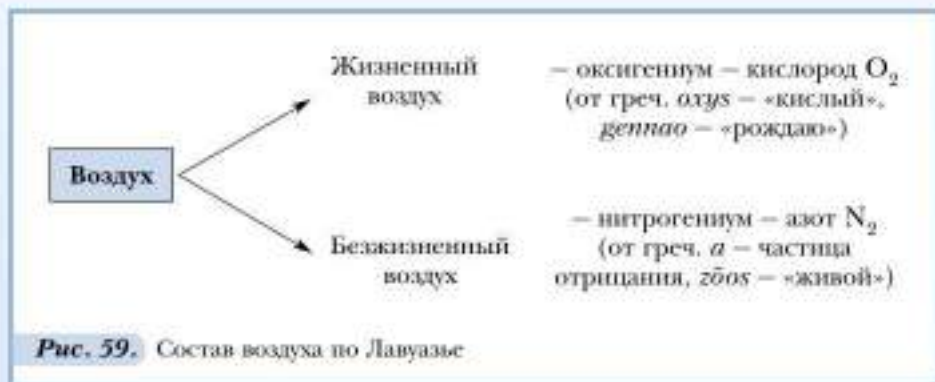 Жизненный
воздух
– оксигениум – кислород O₂
(от греч. oxys – «кислый»,
gennao – «рождаю»)
Воздух
Безжизненный
воздух
– нитрогениум – азот N₂
(от греч. a – частица
отрицания, zōos – «живой»)
Рис. 59. Состав воздуха по Лавуазье